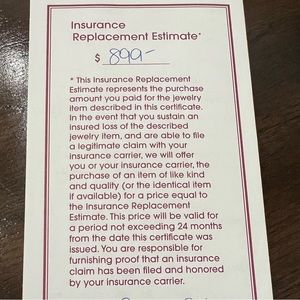 Insurance
Replacement Estimate*
$ 899-
* This Insurance Replacement
Estimate represents the purchase
amount you paid for the jewelry
item described in this certificate.
In the event that you sustain an
insured loss of the described
jewelry item, and are able to file
a legitimate claim with your
insurance carrier, we will offer
you or your insurance carrier, the
purchase of an item of like kind
and quality (or the identical item
if available) for a price equal to
the Insurance Replacement
Estimate. This price will be valid for
a period not exceeding 24 months
from the date this certificate was
issued. You are responsible for
furnishing proof that an insurance
claim has been filed and honored
by your insurance carrier.